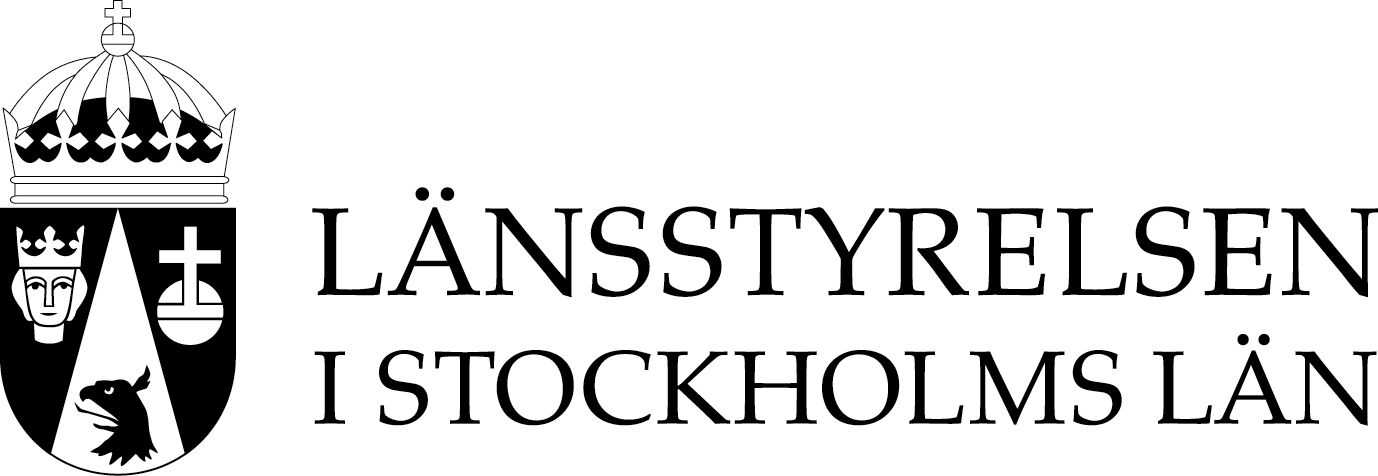 LÄNSSTYRELSEN
I STOCKHOLMS LÄN